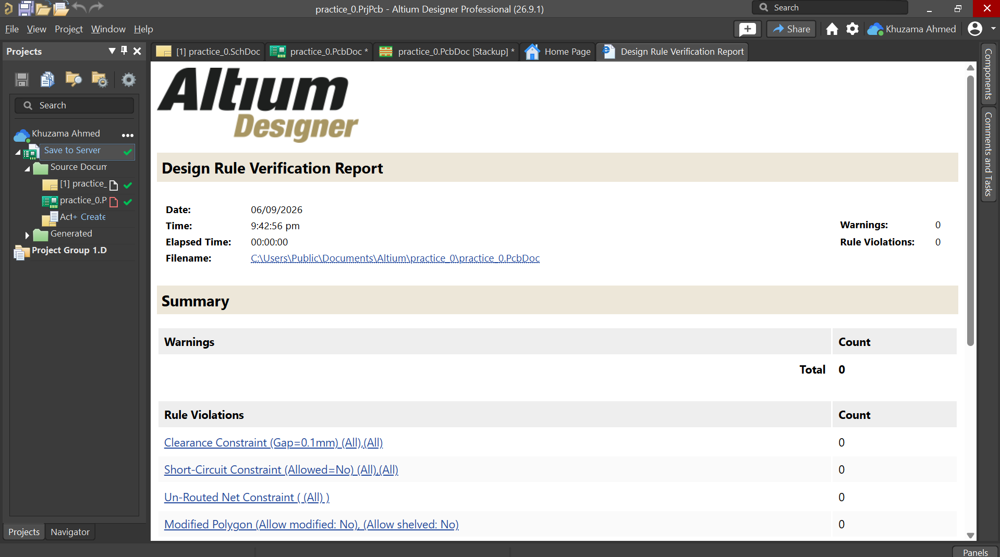 practice_0.PrjPcb - Altium Designer Professional (26.9.1)
Search
File View Project Window Help
Share
Khuzama Ahmed
Projects
[1] practice_0.SchDoc
practice_0.PcbDoc *
practice_0.PcbDoc [Stackup] *
Home Page
Design Rule Verification Report
Search
Khuzama Ahmed
Save to Server
Source Docum
[1] practice_
practice_0.P
Act+ Create
Generated
Project Group 1.D
Projects
Navigator
Altium
Designer
Design Rule Verification Report
Date: 06/09/2026
Time: 9:42:56 pm
Elapsed Time: 00:00:00
Filename: C:\Users\Public\Documents\Altium\practice_0\practice_0.PcbDoc
Warnings: 0
Rule Violations: 0
Summary
Warnings Count
Total 0
Rule Violations Count
Clearance Constraint (Gap=0.1mm) (All),(All) 0
Short-Circuit Constraint (Allowed=No) (All),(All) 0
Un-Routed Net Constraint ( (All) ) 0
Modified Polygon (Allow modified: No), (Allow shelved: No) 0
Components
Comments and Tasks
Panels